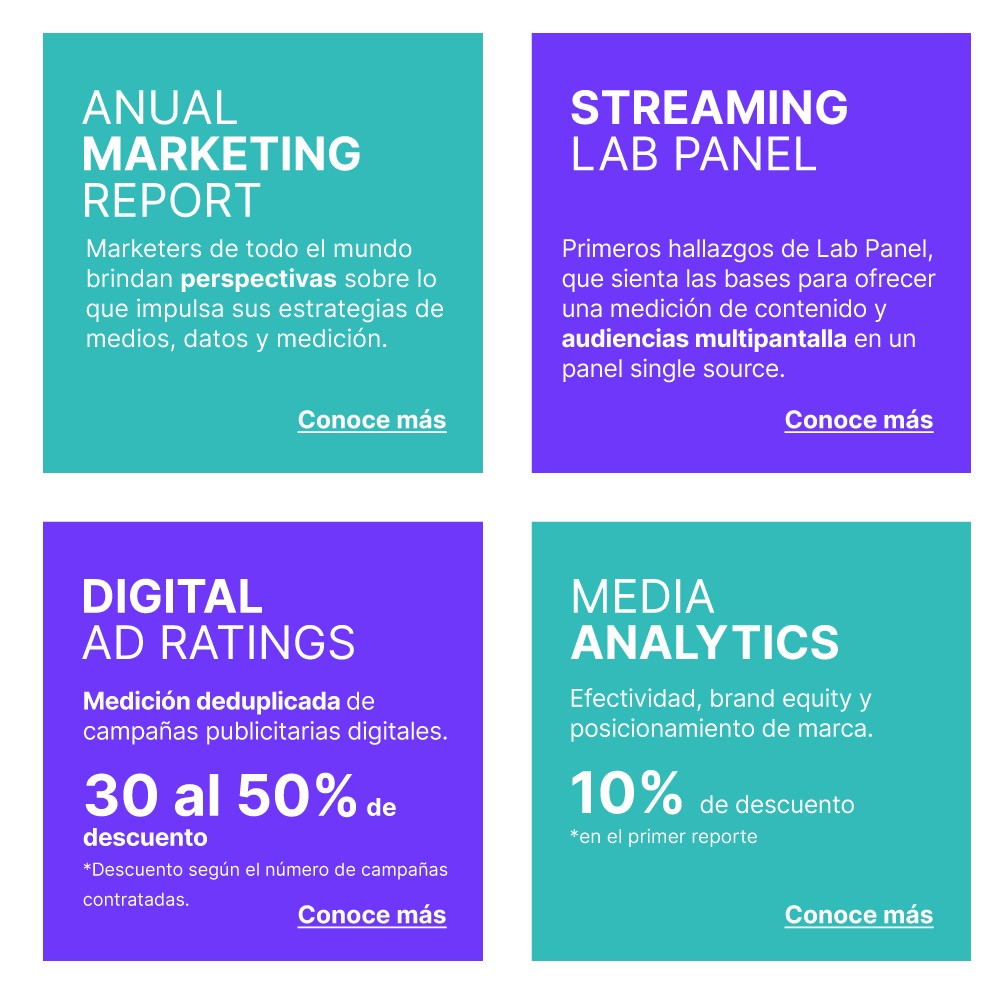 ANUAL
MARKETING
REPORT
Marketers de todo el mundo
brindan perspectivas sobre lo
que impulsa sus estrategias de
medios, datos y medición.
Conoce más
STREAMING
LAB PANEL
Primeros hallazgos de Lab Panel,
que sienta las bases para ofrecer
una medición de contenido y
audiencias multipantalla en un
panel single source.
Conoce más
DIGITAL
AD RATINGS
Medición deduplicada de
campañas publicitarias digitales.
30 al 50% de
descuento
*Descuento según el número de campañas
contratadas.
Conoce más
MEDIA
ANALYTICS
Efectividad, brand equity y
posicionamiento de marca.
10% de descuento
*en el primer reporte
Conoce más